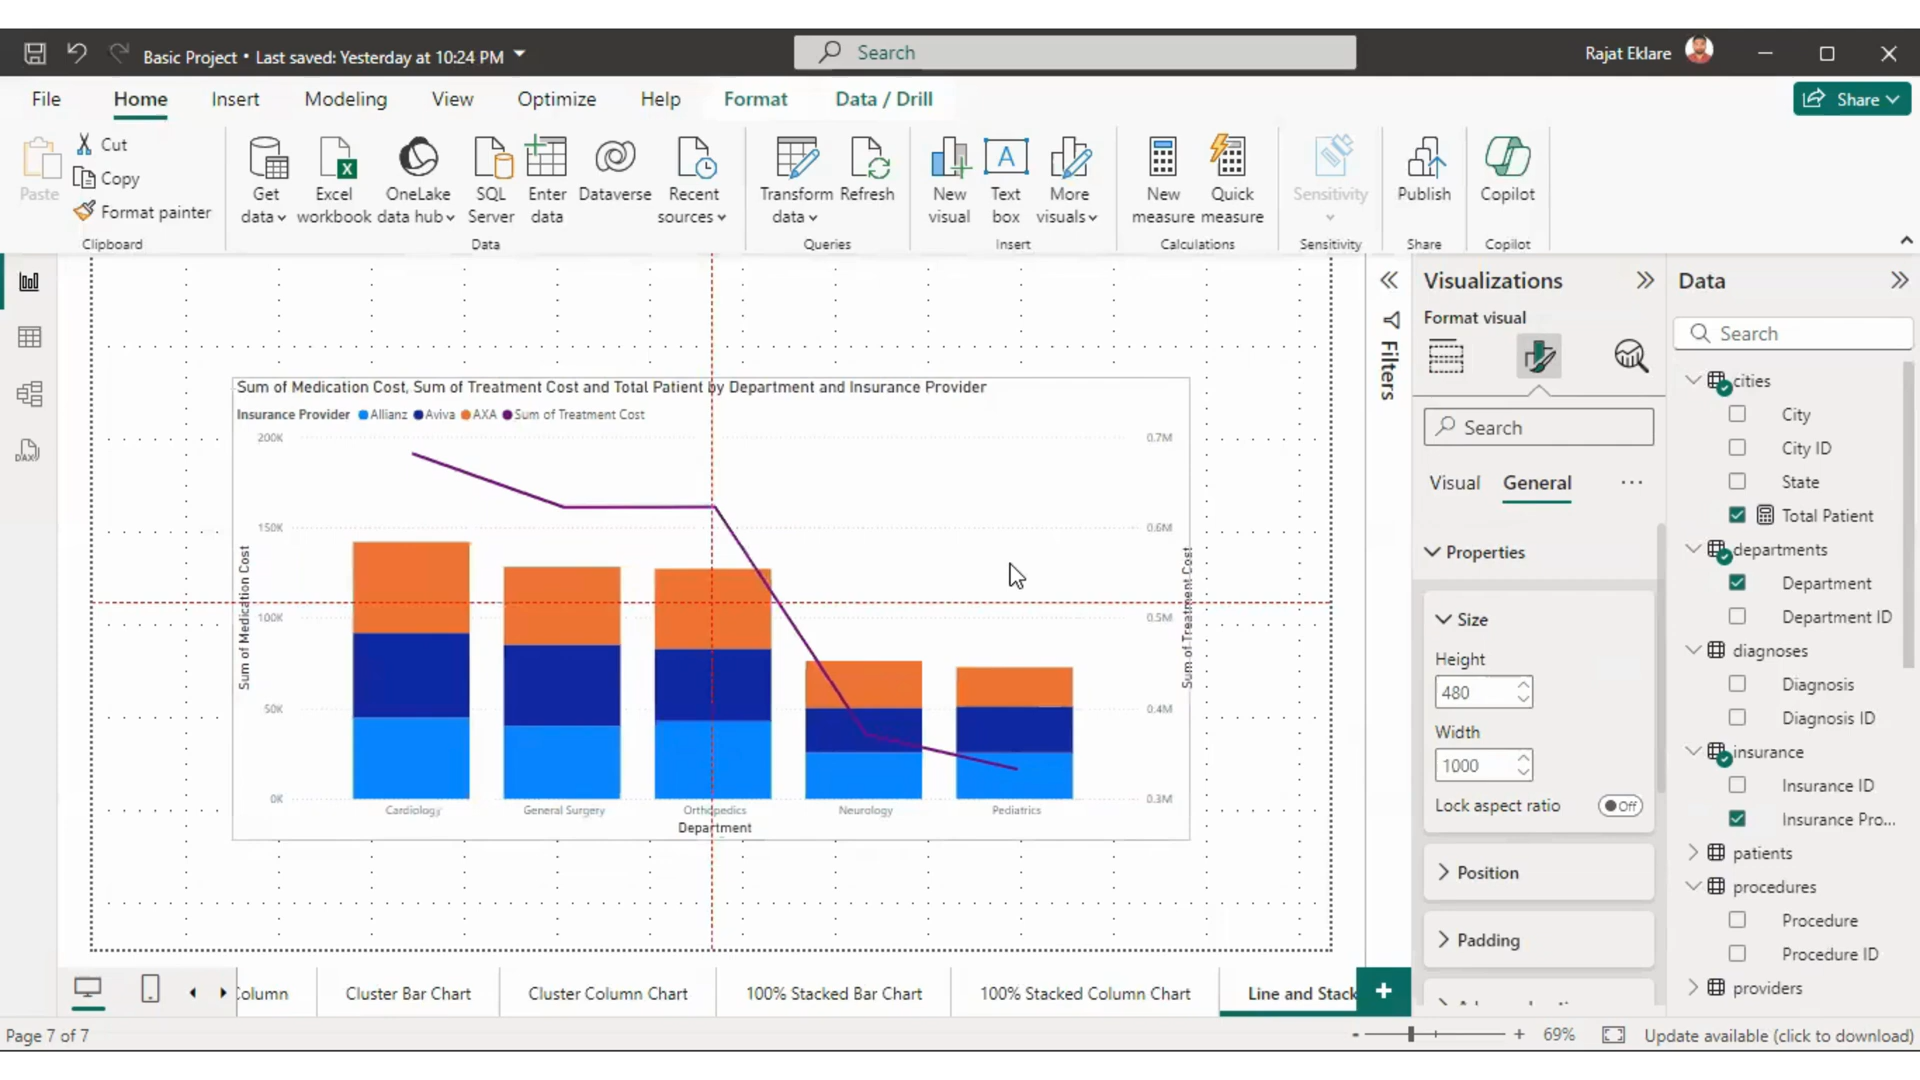 Basic Project • Last saved: Yesterday at 10:24 PM
Search
Rajat Eklare
File
Home
Insert
Modeling
View
Optimize
Help
Format
Data / Drill
Share
Paste
Cut
Copy
Format painter
Clipboard
Get data
Excel workbook
OneLake data hub
SQL Server
Enter data
Dataverse
Recent sources
Data
Transform data
Refresh
Queries
New visual
Text box
More visuals
Insert
New measure
Quick measure
Calculations
Sensitivity
Sensitivity
Publish
Share
Copilot
Copilot
DAX
Sum of Medication Cost, Sum of Treatment Cost and Total Patient by Department and Insurance Provider
Insurance Provider Allianz Aviva AXA Sum of Treatment Cost
200K
150K
100K
50K
0K
Sum of Medication Cost
0.7M
0.6M
0.5M
0.4M
0.3M
Sum of Treatment Cost
Cardiology
General Surgery
Orthopedics
Neurology
Pediatrics
Department
Filters
Visualizations
Format visual
Search
Visual
General
Properties
Size
Height
480
Width
1000
Lock aspect ratio
Off
Position
Padding
Data
Search
cities
City
City ID
State
Total Patient
departments
Department
Department ID
diagnoses
Diagnosis
Diagnosis ID
insurance
Insurance ID
Insurance Pro...
patients
procedures
Procedure
Procedure ID
providers
Column
Cluster Bar Chart
Cluster Column Chart
100% Stacked Bar Chart
100% Stacked Column Chart
Line and Stack
Page 7 of 7
69%
Update available (click to download)